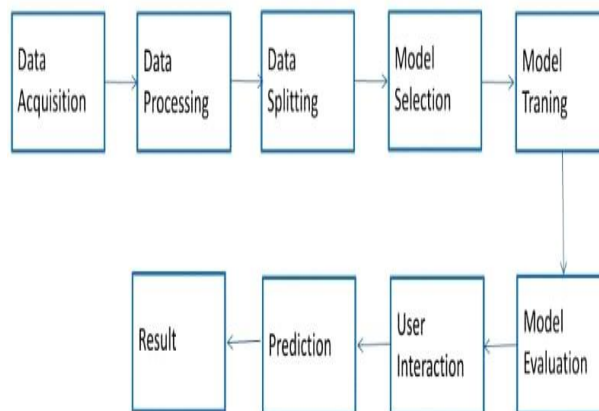 Data
Acquisition
Data
Processing
Data
Splitting
Model
Selection
Model
Traning
Result
Prediction
User
Interaction
Model
Evaluation